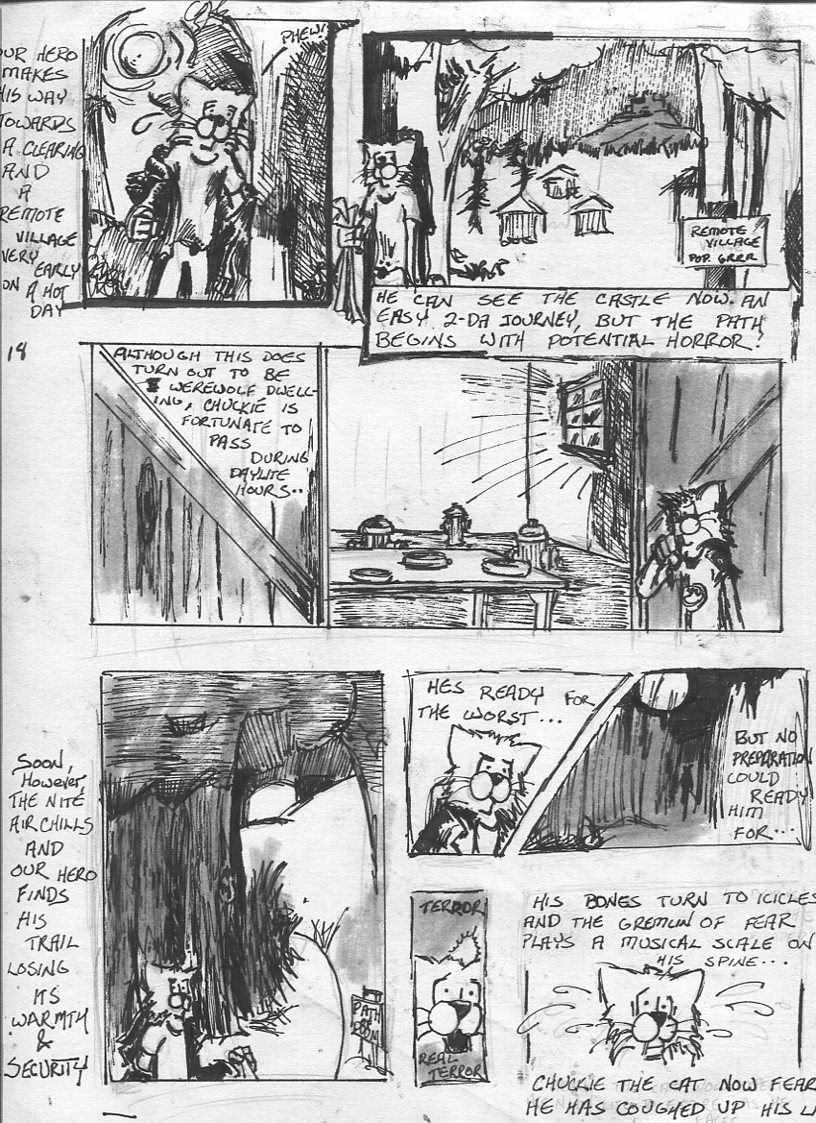 OUR HERO
MAKES
HIS WAY
TOWARDS
A CLEARING
AND
A
REMOTE
VILLAGE
VERY
EARLY
ON A HOT
DAY
PHEW!
REMOTE
VILLAGE
POP. GRRR
HE CAN SEE THE CASTLE NOW. AN
EASY 2-DA JOURNEY, BUT THE PATH
BEGINS WITH POTENTIAL HORROR!
18
ALTHOUGH THIS DOES
TURN OUT TO BE
WEREWOLF DWELL-
ING, CHUCKIE IS
FORTUNATE TO
PASS
DURING
DAYLITE
HOURS..
SOON,
HOWEVER,
THE NITE
AIR CHILLS
AND
OUR HERO
FINDS
HIS
TRAIL
LOSING
ITS
WARMTH
&
SECURITY
PATH
DOOM
HES READY FOR
THE WORST...
BUT NO
PREPARATION
COULD
READY
HIM
FOR...
TERROR
REAL
TERROR
HIS BONES TURN TO ICICLES
AND THE GREMLIN OF FEAR
PLAYS A MUSICAL SCALE ON
HIS SPINE...
CHUCKIE THE CAT NOW FEAR
HE HAS COUGHED UP HIS LA